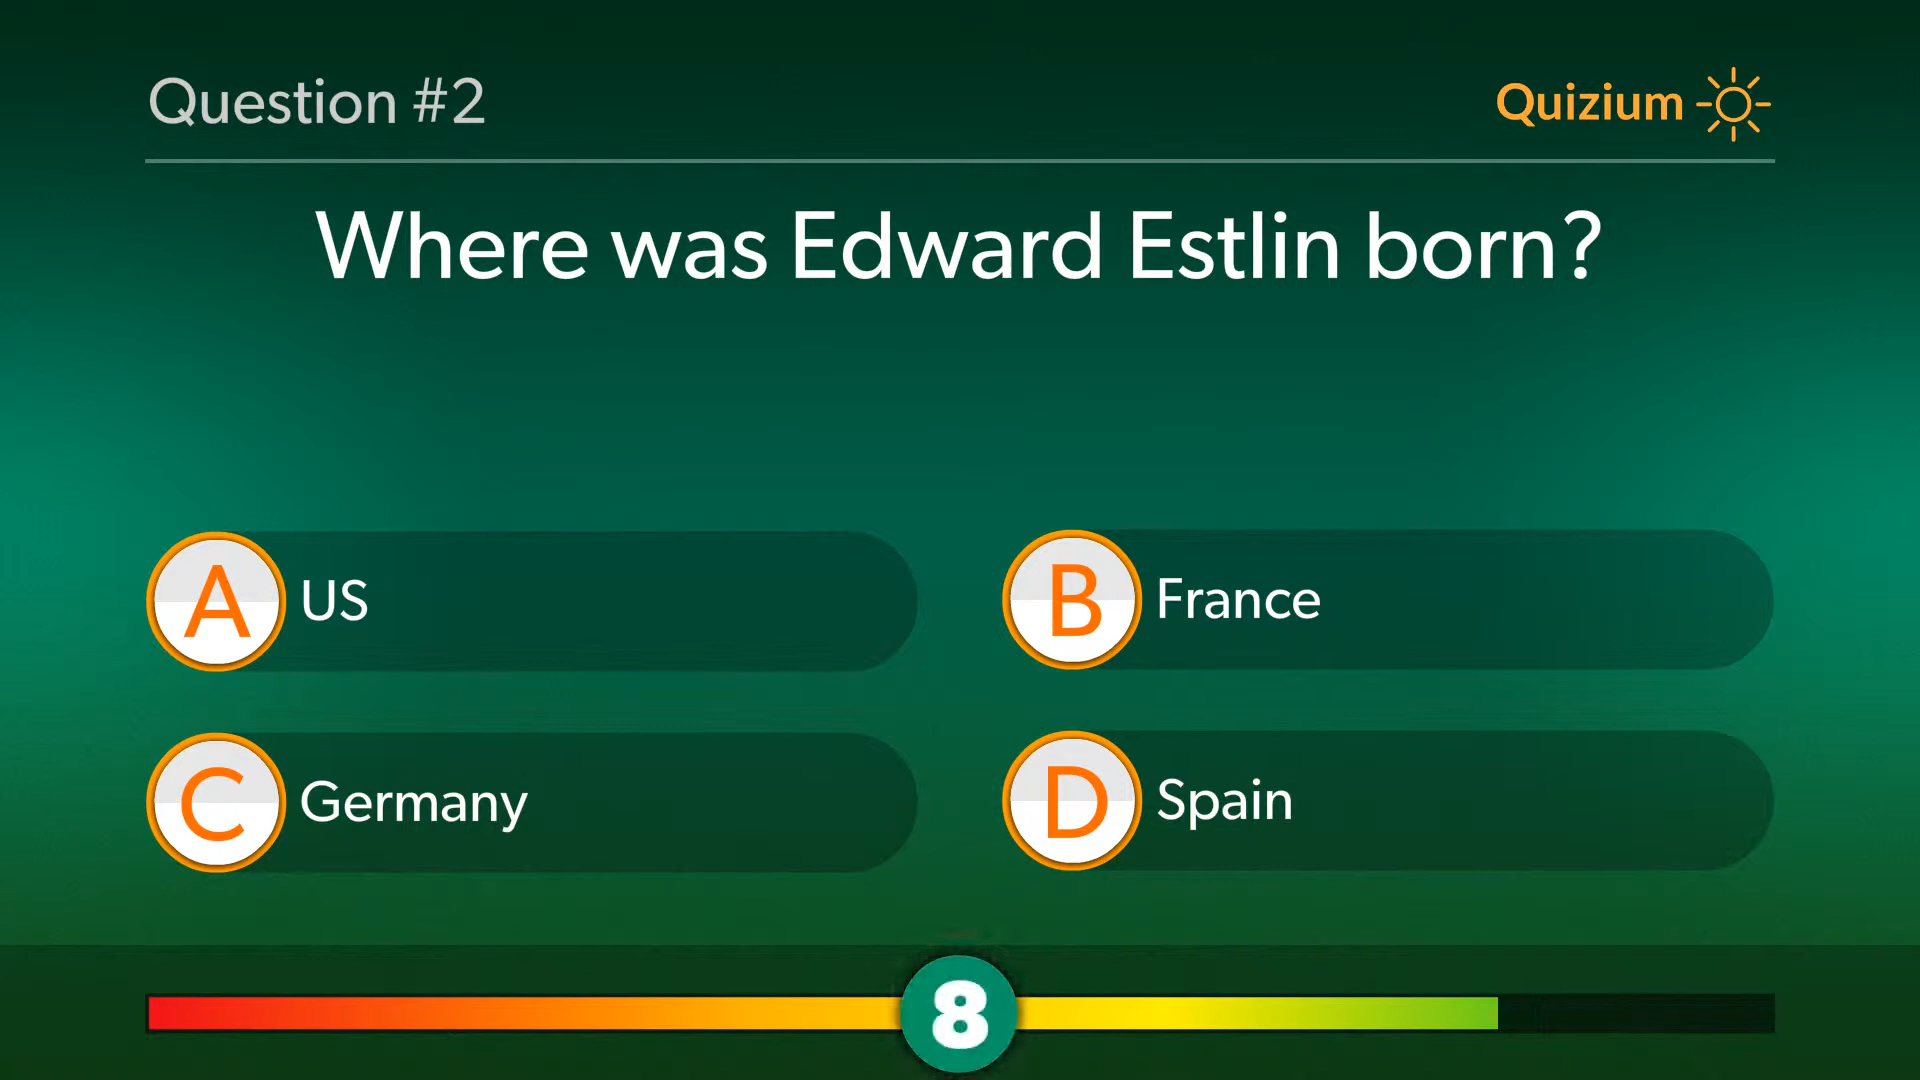 Question #2
Quizium
Where was Edward Estlin born?
A US
B France
C Germany
D Spain
8